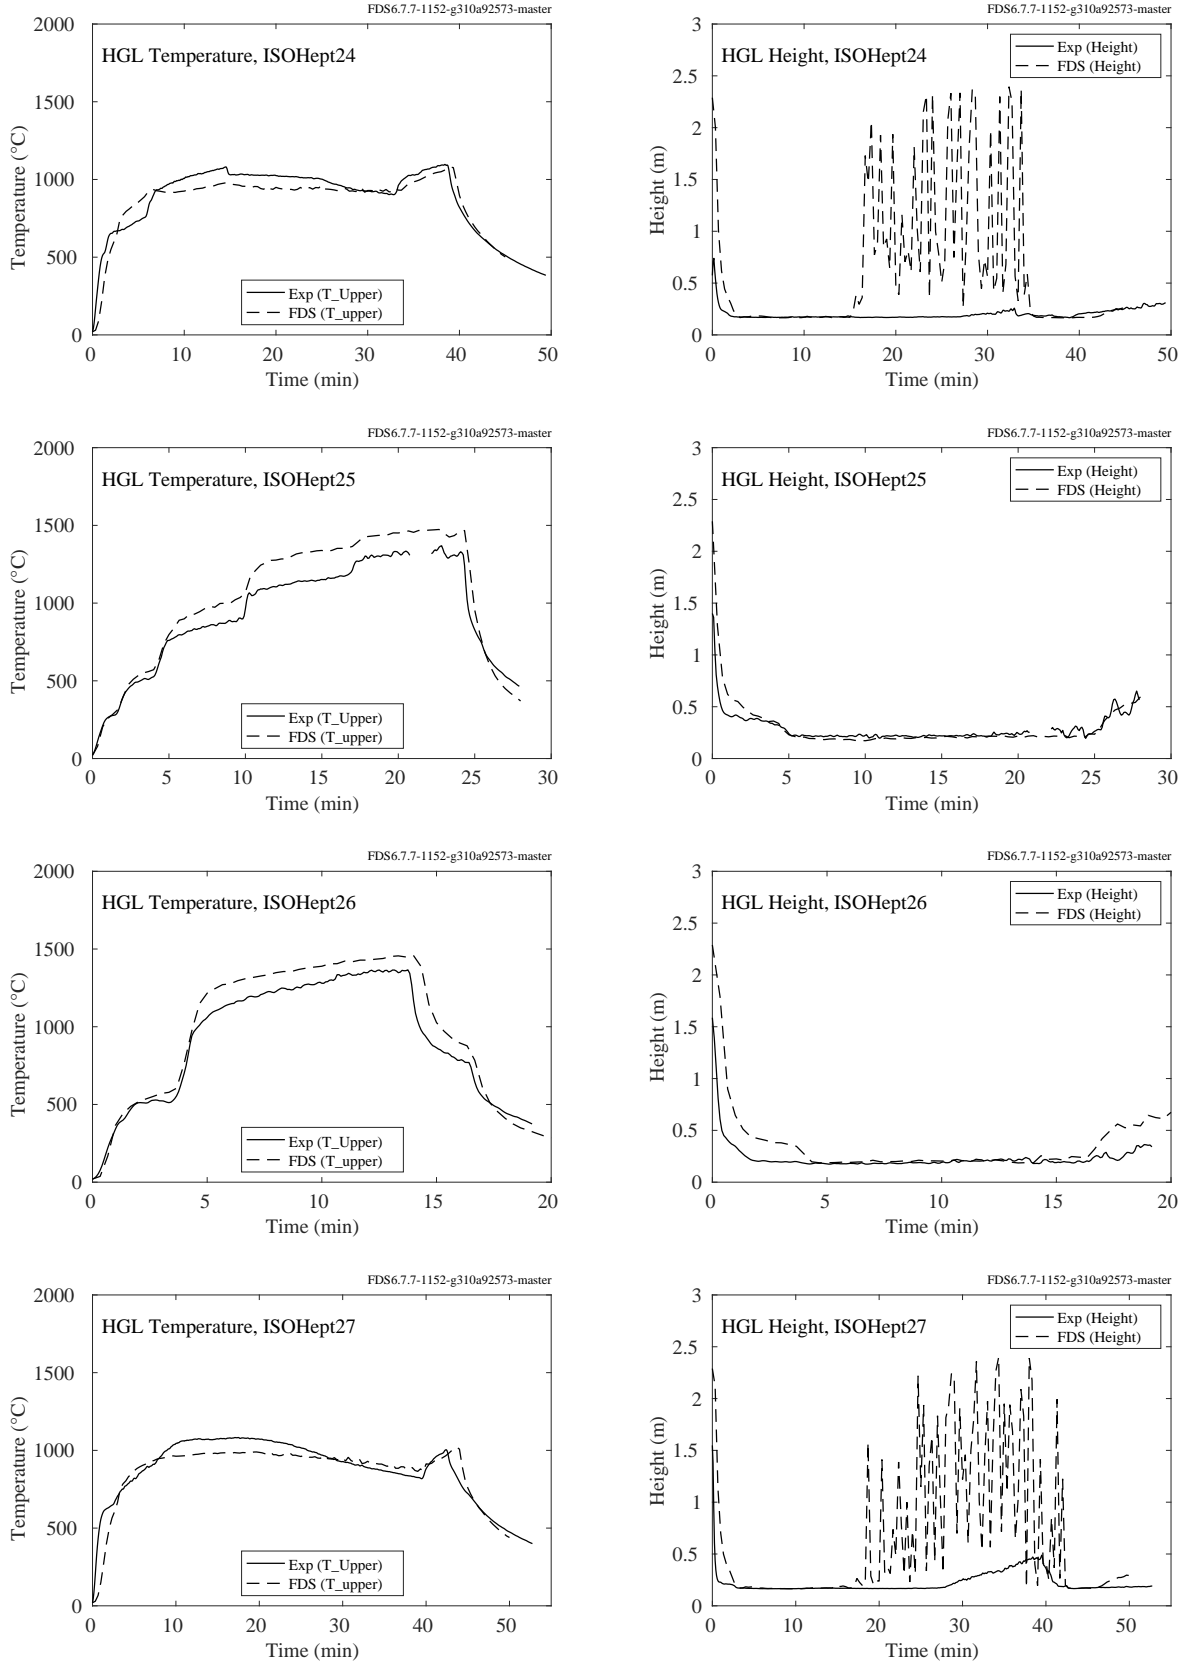 FDS6.7.7-1152-g310a92573-master
HGL Temperature, ISOHept24
2000
1500
1000
500
0
Temperature (°C)
Exp (T_Upper)
FDS (T_upper)
0 10 20 30 40 50
Time (min)
FDS6.7.7-1152-g310a92573-master
HGL Height, ISOHept24
Exp (Height)
FDS (Height)
3
2.5
2
1.5
1
0.5
0
Height (m)
0 10 20 30 40 50
Time (min)
FDS6.7.7-1152-g310a92573-master
HGL Temperature, ISOHept25
2000
1500
1000
500
0
Temperature (°C)
Exp (T_Upper)
FDS (T_upper)
0 5 10 15 20 25 30
Time (min)
FDS6.7.7-1152-g310a92573-master
HGL Height, ISOHept25
Exp (Height)
FDS (Height)
3
2.5
2
1.5
1
0.5
0
Height (m)
0 5 10 15 20 25 30
Time (min)
FDS6.7.7-1152-g310a92573-master
HGL Temperature, ISOHept26
2000
1500
1000
500
0
Temperature (°C)
Exp (T_Upper)
FDS (T_upper)
0 5 10 15 20
Time (min)
FDS6.7.7-1152-g310a92573-master
HGL Height, ISOHept26
Exp (Height)
FDS (Height)
3
2.5
2
1.5
1
0.5
0
Height (m)
0 5 10 15 20
Time (min)
FDS6.7.7-1152-g310a92573-master
HGL Temperature, ISOHept27
2000
1500
1000
500
0
Temperature (°C)
Exp (T_Upper)
FDS (T_upper)
0 10 20 30 40 50
Time (min)
FDS6.7.7-1152-g310a92573-master
HGL Height, ISOHept27
Exp (Height)
FDS (Height)
3
2.5
2
1.5
1
0.5
0
Height (m)
0 10 20 30 40 50
Time (min)